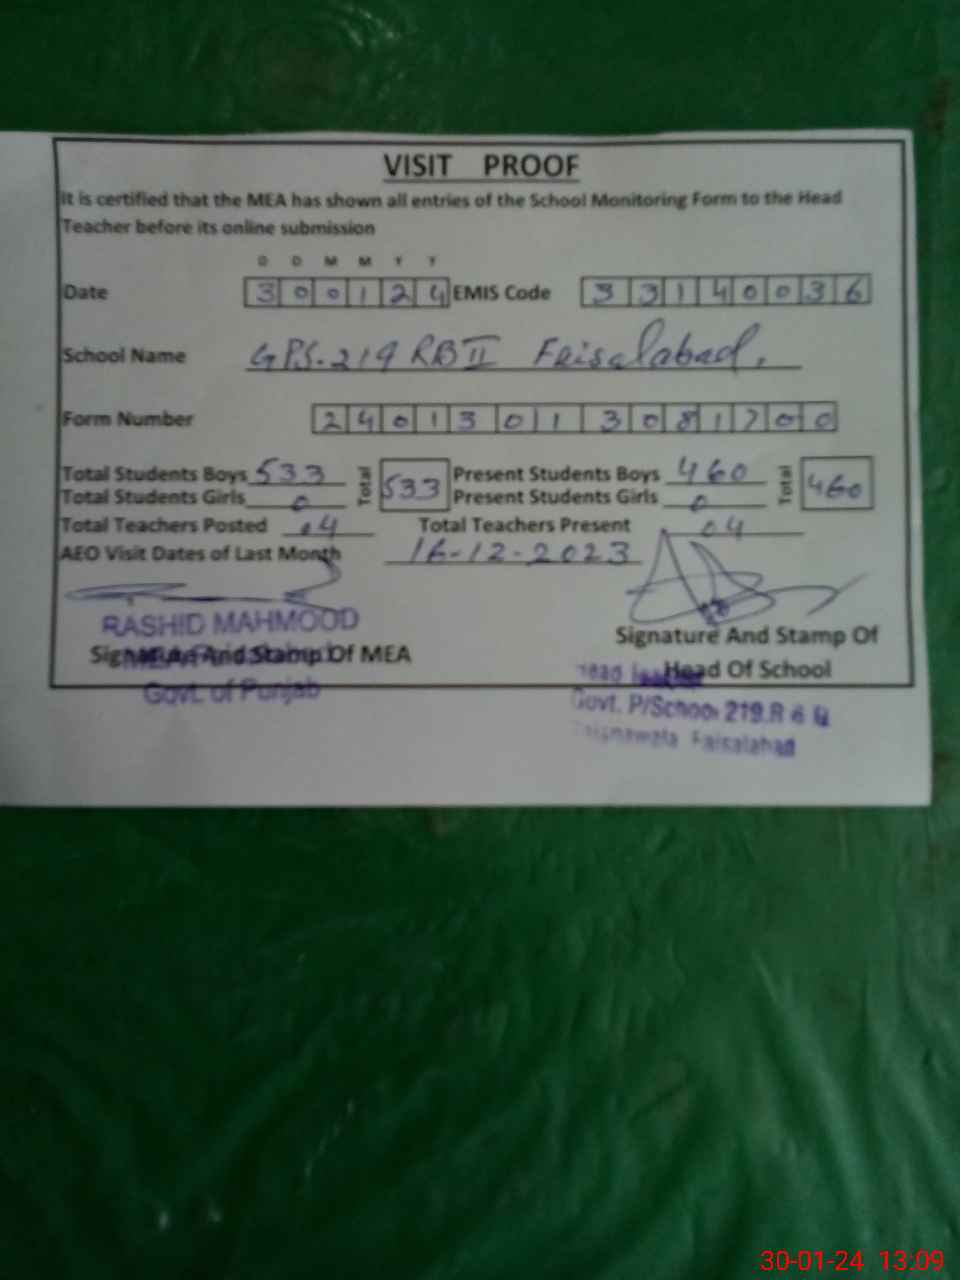 VISIT PROOF
It is certified that the MEA has shown all entries of the School Monitoring Form to the Head
Teacher before its online submission
D D M M Y Y
Date 3 0 0 1 2 4 EMIS Code 3 3 1 4 0 0 3 6
School Name GPS. 219 RB II Faisalabad.
Form Number 2 4 0 1 3 0 1 1 3 0 8 1 7 0 0
Total Students Boys 533 Total 533 Present Students Boys 460 Total 460
Total Students Girls 0 Present Students Girls 0
Total Teachers Posted 04 Total Teachers Present 04
AEO Visit Dates of Last Month 16-12-2023
RASHID MAHMOOD
Signature And Stamp Of MEA
Govt. of Punjab
Signature And Stamp Of
Head Of School
Head Teacher
Govt. P/School 219.R B II
Faisalabad
30-01-24 13:09